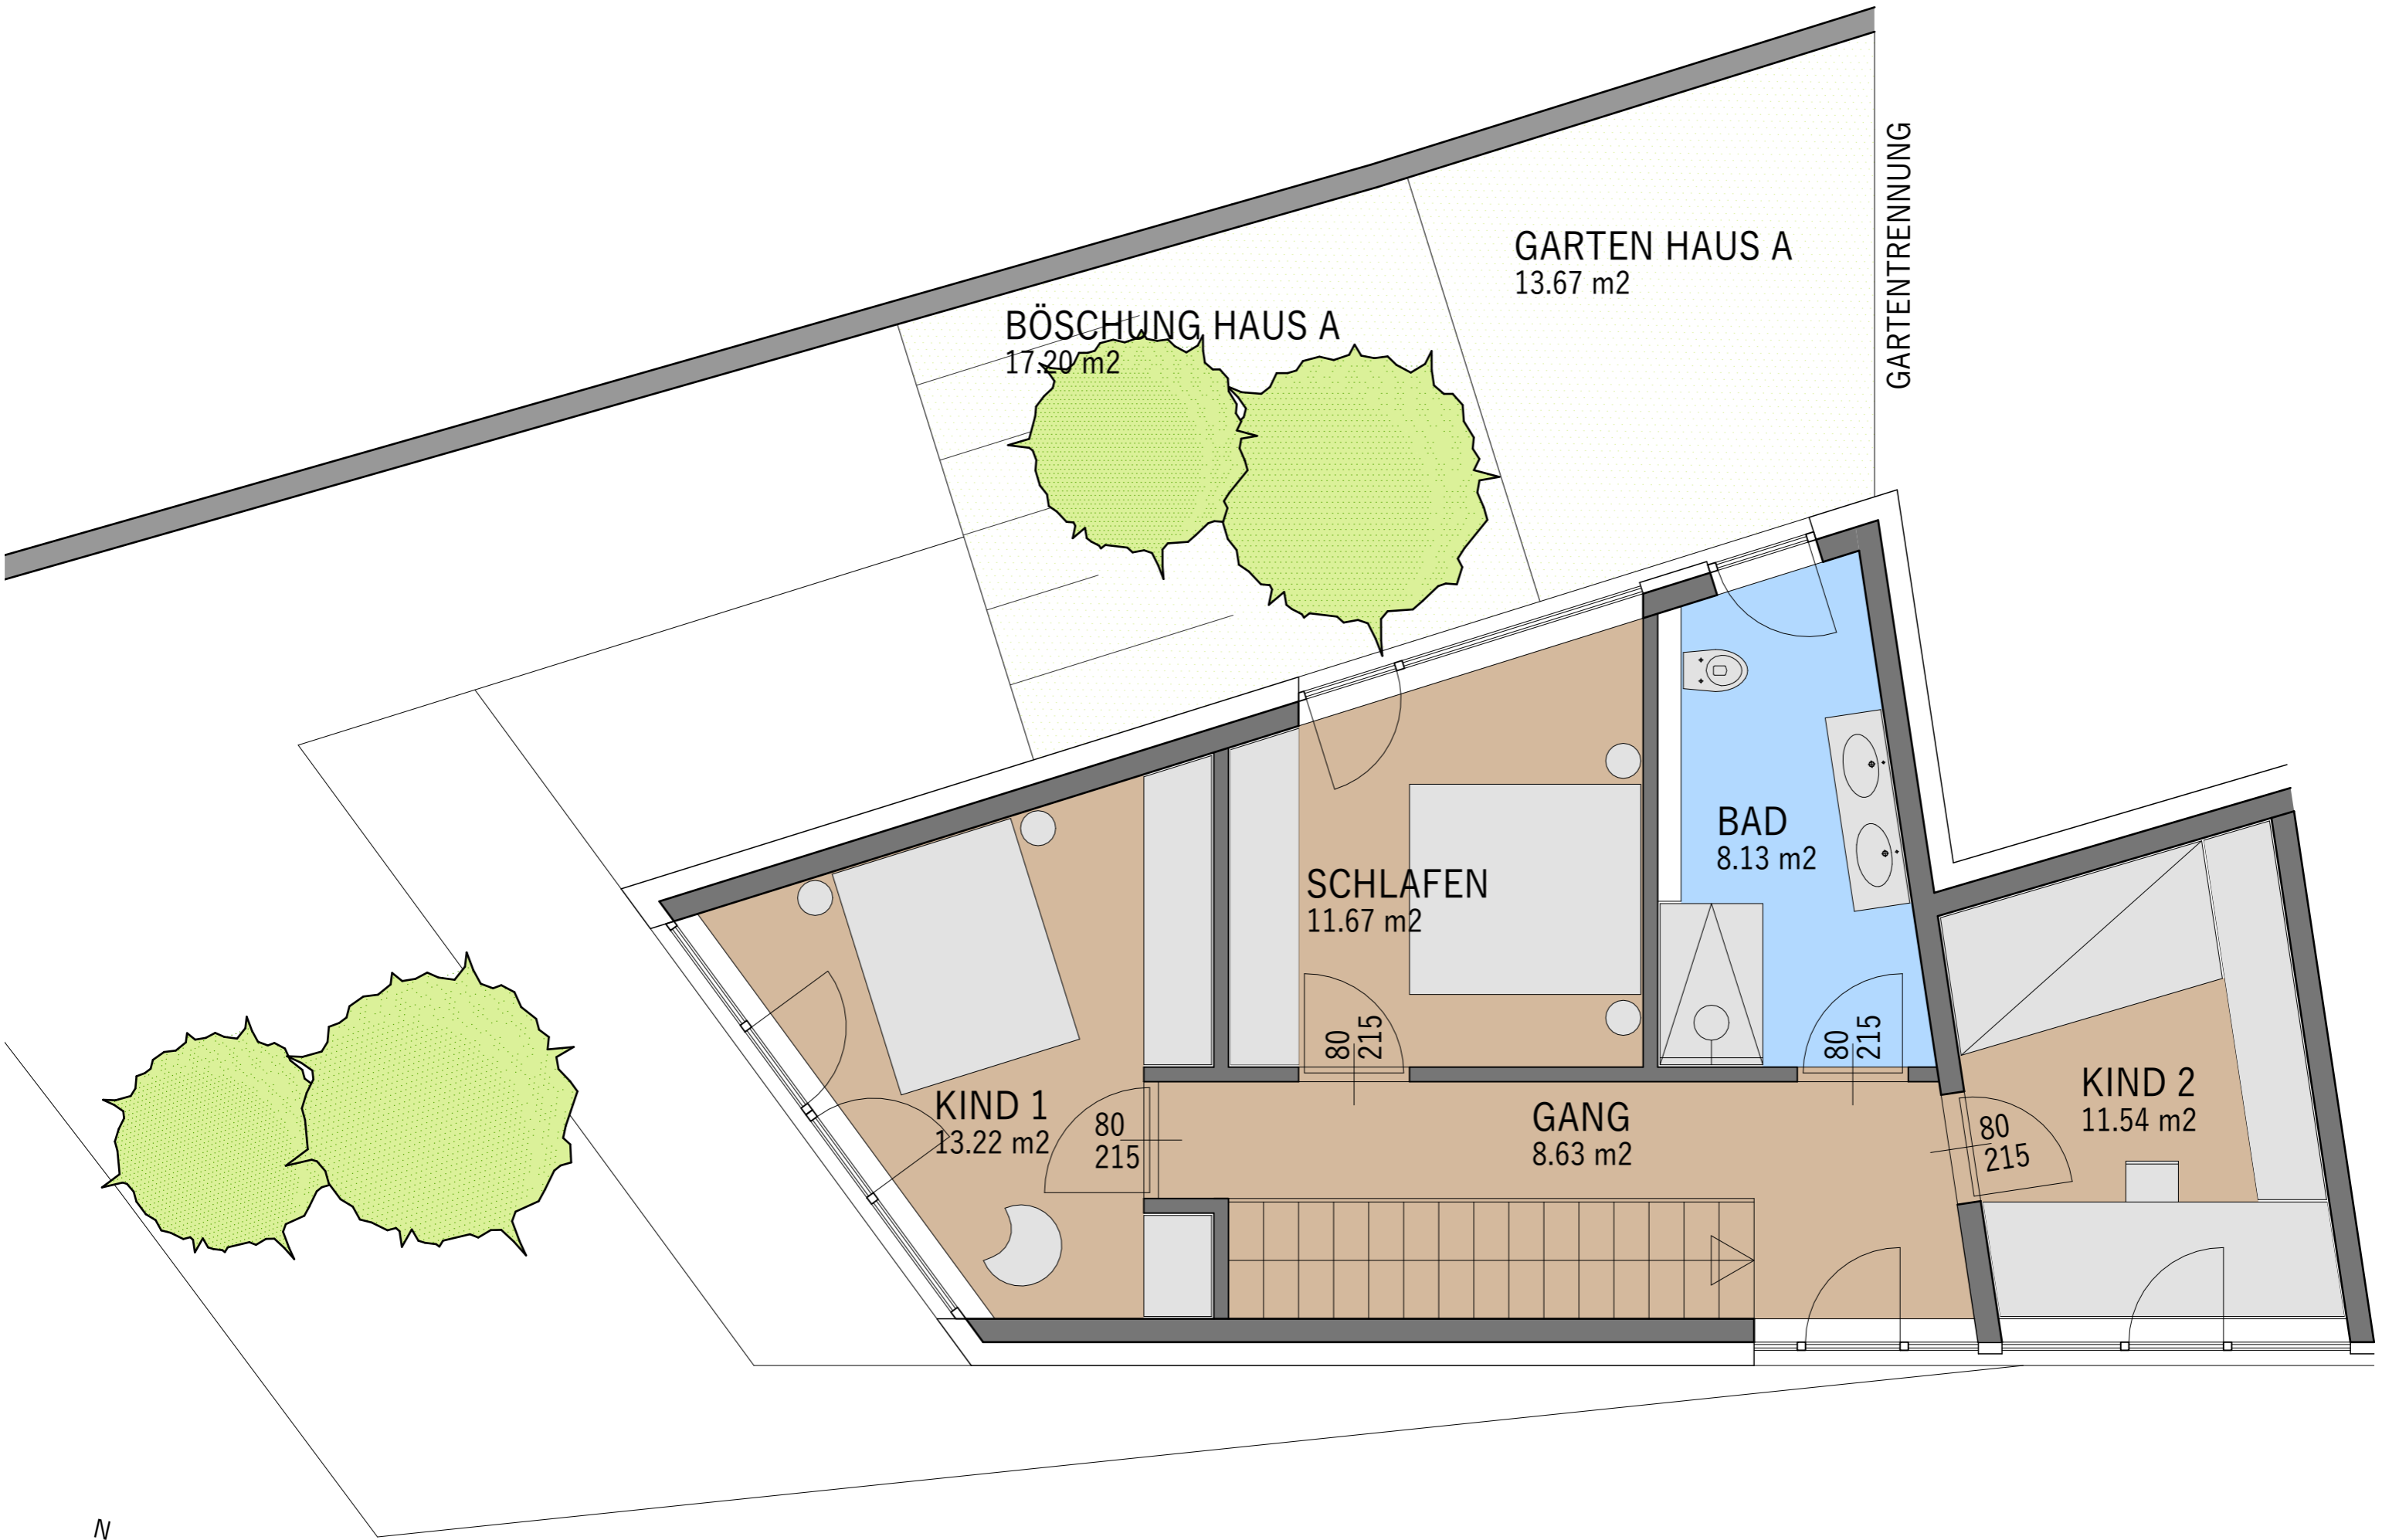 GARTENTRENNUNG
GARTEN HAUS A
13.67 m2
BÖSCHUNG HAUS A
17.20 m2
BAD
8.13 m2
SCHLAFEN
11.67 m2
80
215
80
215
KIND 1
13.22 m2
80
215
GANG
8.63 m2
KIND 2
11.54 m2
80
215
N